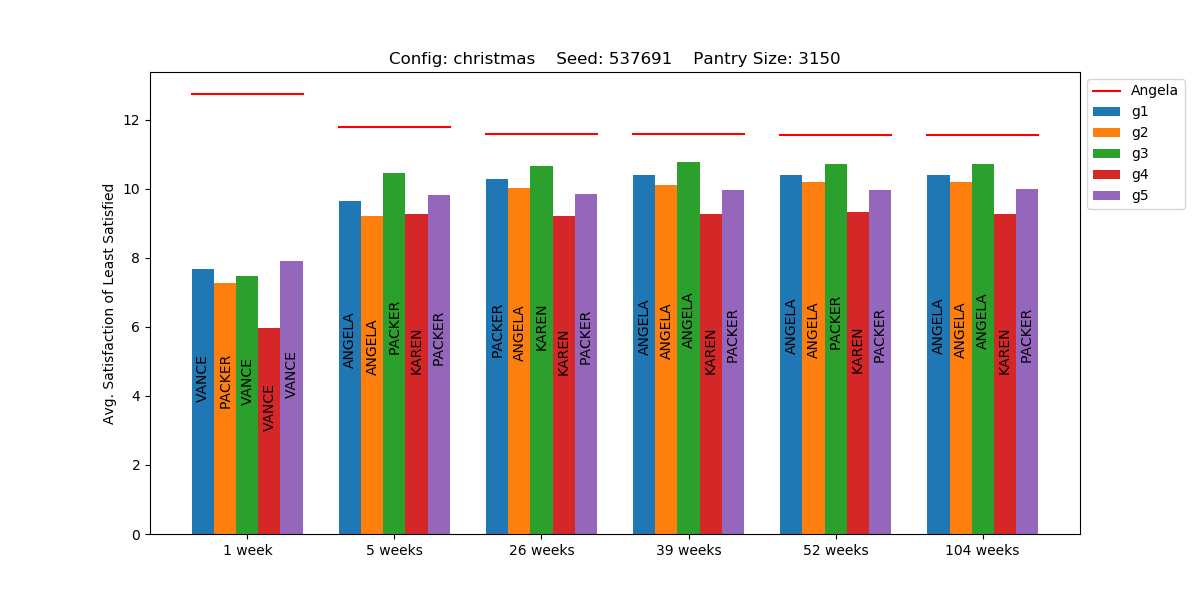 Config: christmas    Seed: 537691    Pantry Size: 3150
Avg. Satisfaction of Least Satisfied
12
10
8
6
4
2
0
VANCE
PACKER
VANCE
VANCE
VANCE
ANGELA
ANGELA
PACKER
KAREN
PACKER
PACKER
ANGELA
KAREN
KAREN
PACKER
ANGELA
ANGELA
ANGELA
KAREN
PACKER
ANGELA
ANGELA
PACKER
KAREN
PACKER
ANGELA
ANGELA
ANGELA
KAREN
PACKER
1 week
5 weeks
26 weeks
39 weeks
52 weeks
104 weeks
Angela
g1
g2
g3
g4
g5